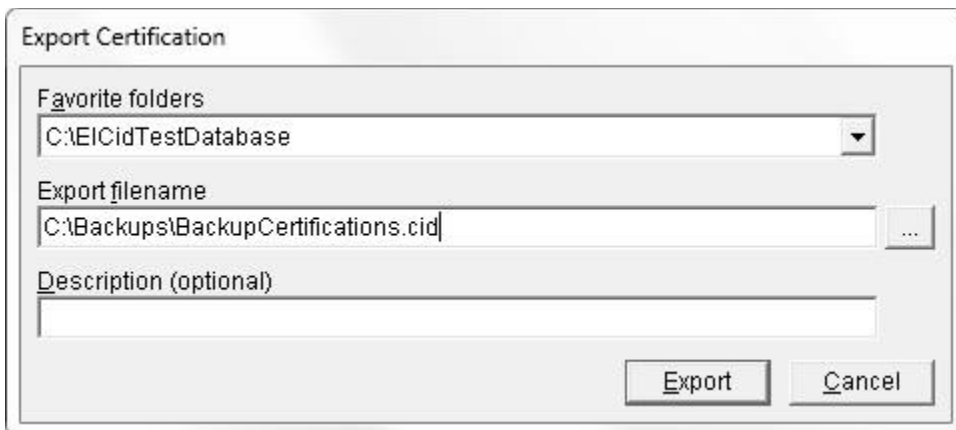 Export Certification
Favorite folders
C:\ElCidTestDatabase
Export filename
C:\Backups\BackupCertifications.cid
...
Description (optional)
Export Cancel